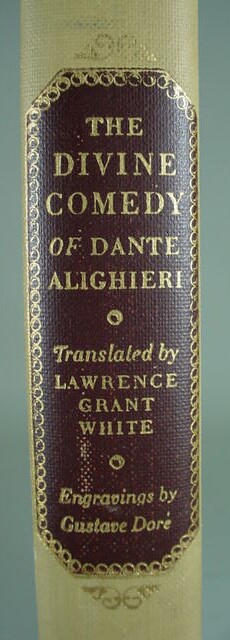 THE
DIVINE
COMEDY
OF DANTE
ALIGHIERI
Translated by
LAWRENCE
GRANT
WHITE
Engravings by
Gustave Doré